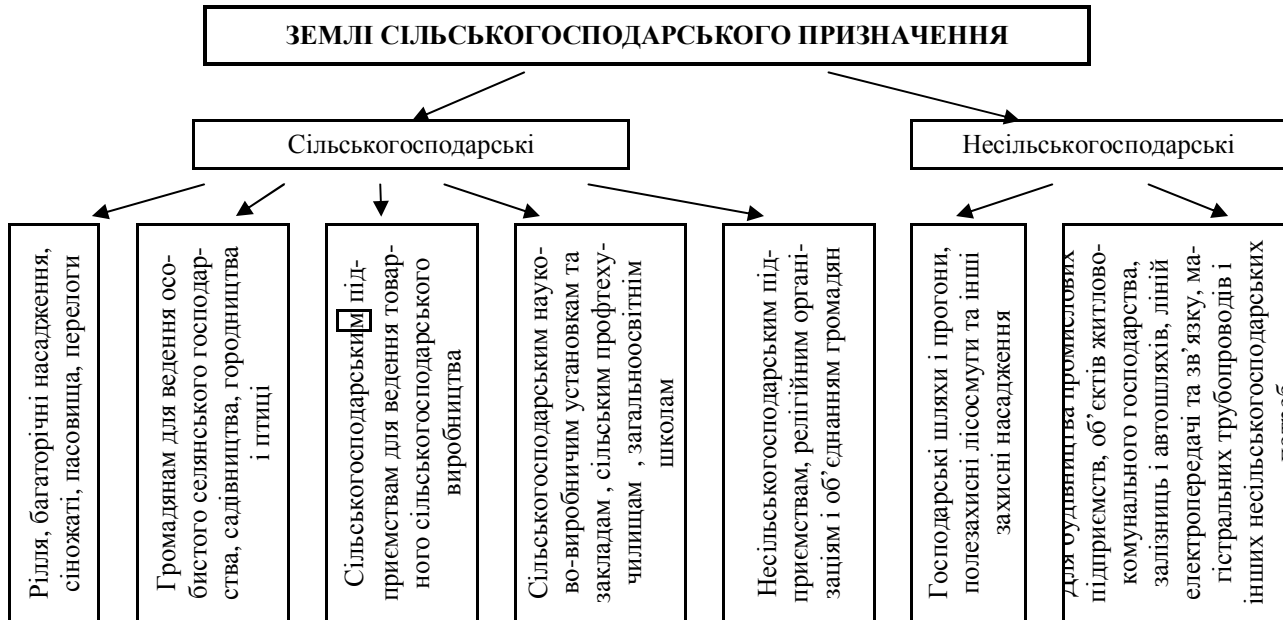 ЗЕМЛІ СІЛЬСЬКОГОСПОДАРСЬКОГО ПРИЗНАЧЕННЯ
Сільськогосподарські
Несільськогосподарські
Рілля, багаторічні насадження,
сіножаті, пасовища, перелоги
Громадянам для ведення осо-
бистого селянського господар-
ства, садівництва, городництва
і птиці
Сільськогосподарським під-
приємствам для ведення товар-
ного сільськогосподарського
виробництва
Сільськогосподарським науко-
во-виробничим установкам та
закладам , сільським профтеху-
чилищам , загальноосвітнім
школам
Несільськогосподарським під-
приємствам, релігійним органі-
заціям і об’єднанням громадян
Господарські шляхи і прогони,
полезахисні лісосмуги та інші
захисні насадження
Для будівництва промислових
підприємств, об’єктів житлово-
комунального господарства,
залізниць і автошляхів, ліній
електропередачі та зв’язку, ма-
гістральних трубопроводів і
інших несільськогосподарських